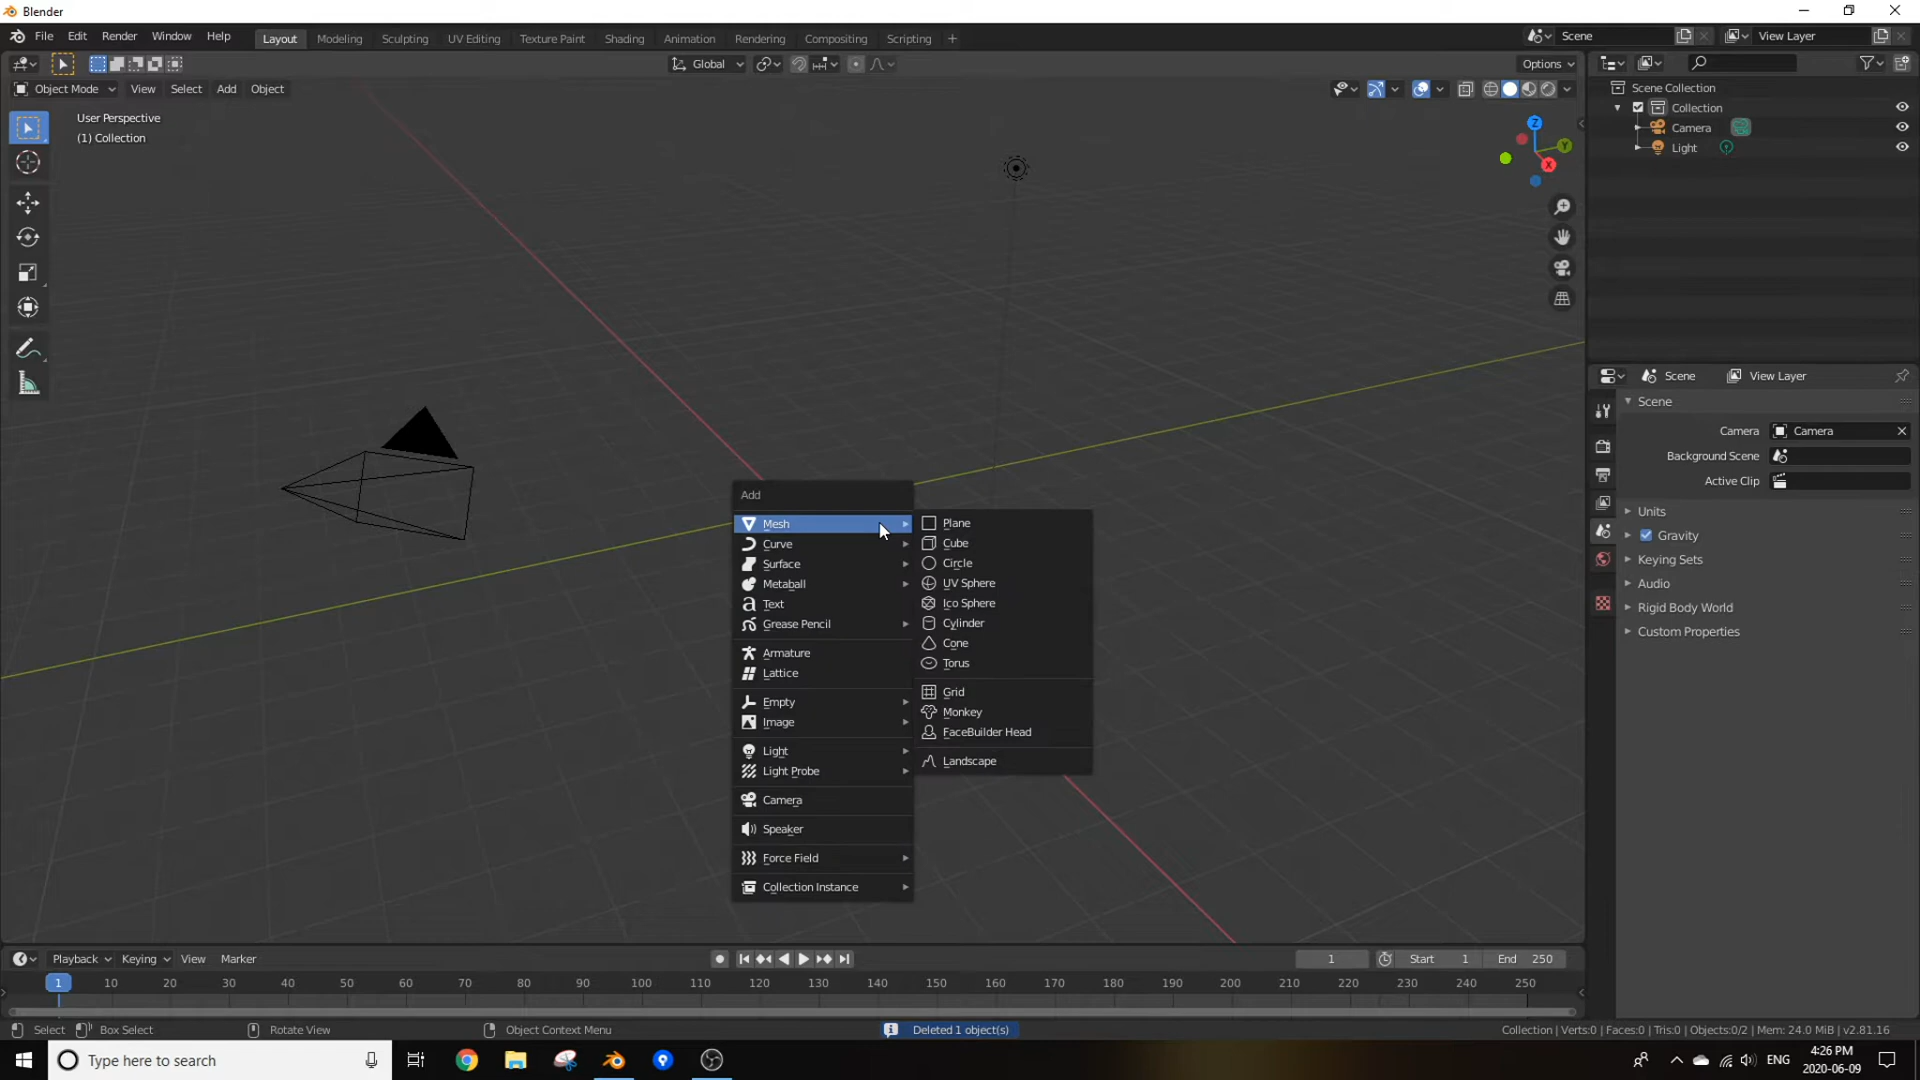 Blender
File Edit Render Window Help
Layout Modeling Sculpting UV Editing Texture Paint Shading Animation Rendering Compositing Scripting +
Scene
View Layer
Global
Options
Object Mode View Select Add Object
User Perspective
(1) Collection
Z
Y
X
Scene Collection
Collection
Camera
Light
Scene View Layer
Scene
Camera Camera
Background Scene
Active Clip
Units
Gravity
Keying Sets
Audio
Rigid Body World
Custom Properties
Add
Mesh
Curve
Surface
Metaball
Text
Grease Pencil
Armature
Lattice
Empty
Image
Light
Light Probe
Camera
Speaker
Force Field
Collection Instance
Plane
Cube
Circle
UV Sphere
Ico Sphere
Cylinder
Cone
Torus
Grid
Monkey
FaceBuilder Head
Landscape
Playback Keying View Marker
1 Start 1 End 250
1 10 20 30 40 50 60 70 80 90 100 110 120 130 140 150 160 170 180 190 200 210 220 230 240 250
Select Box Select Rotate View Object Context Menu
Deleted 1 object(s)
Collection | Verts:0 | Faces:0 | Tris:0 | Objects:0/2 | Mem: 24.0 MiB | v2.81.16
Type here to search
ENG
4:26 PM
2020-06-09